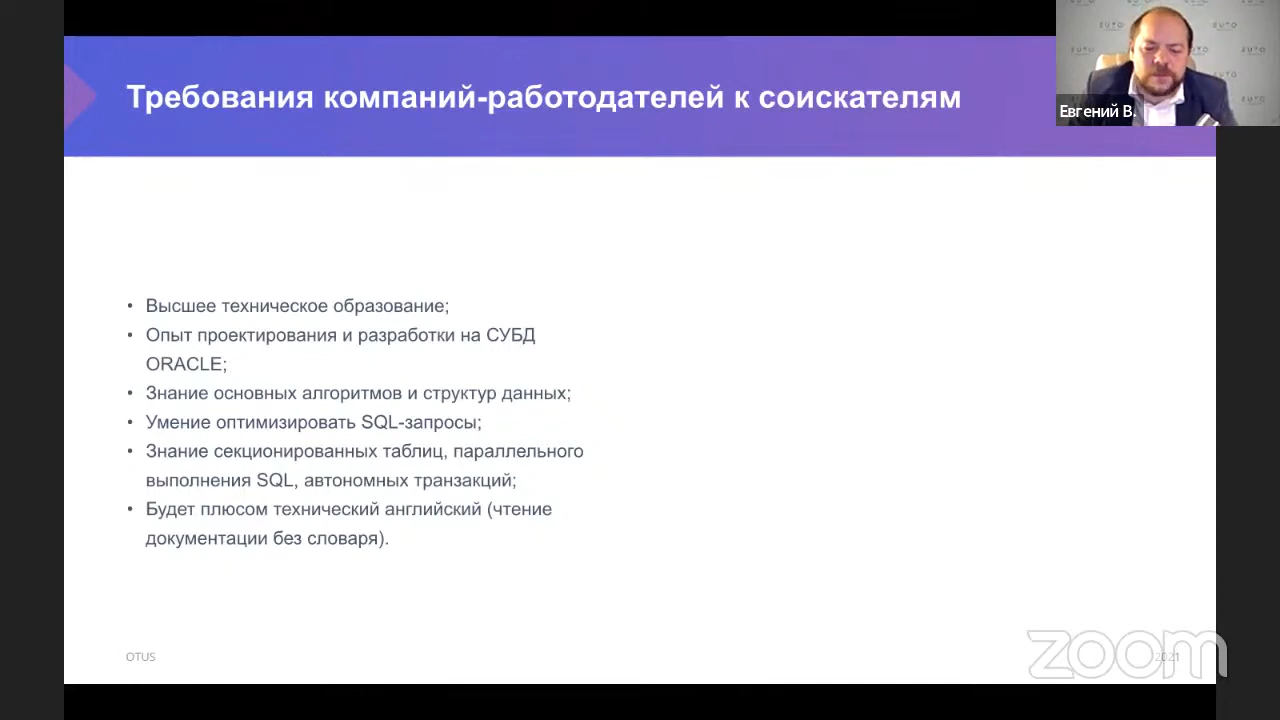 Требования компаний-работодателей к соискателям
Евгений В.
• Высшее техническое образование;
• Опыт проектирования и разработки на СУБД
ORACLE;
• Знание основных алгоритмов и структур данных;
• Умение оптимизировать SQL-запросы;
• Знание секционированных таблиц, параллельного
выполнения SQL, автономных транзакций;
• Будет плюсом технический английский (чтение
документации без словаря).
OTUS
2021
zoom